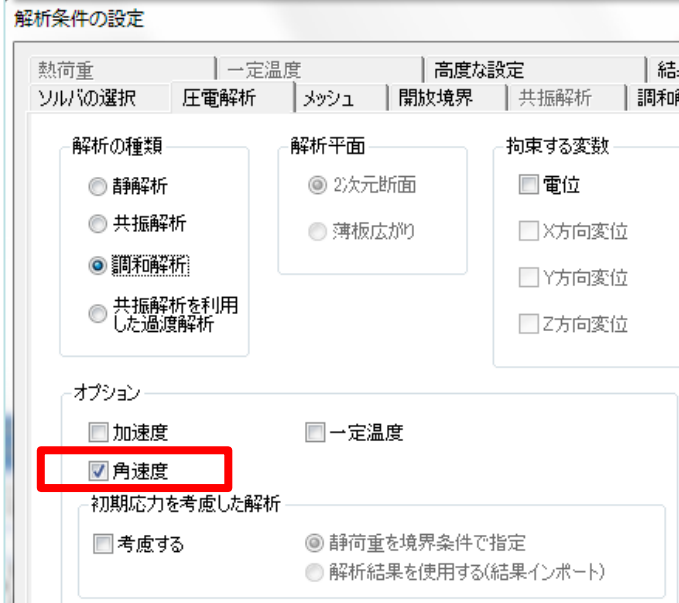 解析条件の設定
熱荷重 一定温度 高度な設定
ソルバの選択 圧電解析 メッシュ 開放境界 共振解析
解析の種類 解析平面 拘束する変数
静解析 2次元断面 電位
共振解析 薄板広がり X方向変位
調和解析 Y方向変位
共振解析を利用
した過渡解析 Z方向変位
オプション
加速度 一定温度
角速度
初期応力を考慮した解析
考慮する 静荷重を境界条件で指定
解析結果を使用する(結果インポート)